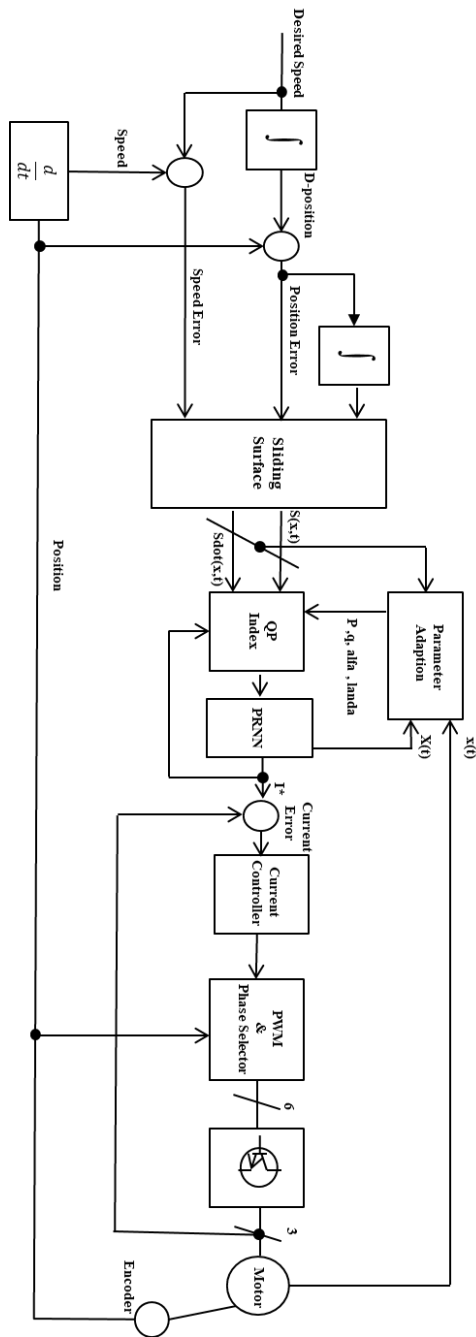 Desired Speed
∫
D-position
Position Error
∫
Speed
Speed Error
d
dt
Position
Sliding
Surface
S(x,t)
Sdot(x,t)
QP
Index
P ,q, alfa , landa
Parameter
Adaption
X(t)
x(t)
PRNN
I*
Current
Error
Current
Controller
PWM
&
Phase Selector
6
3
Motor
Encoder